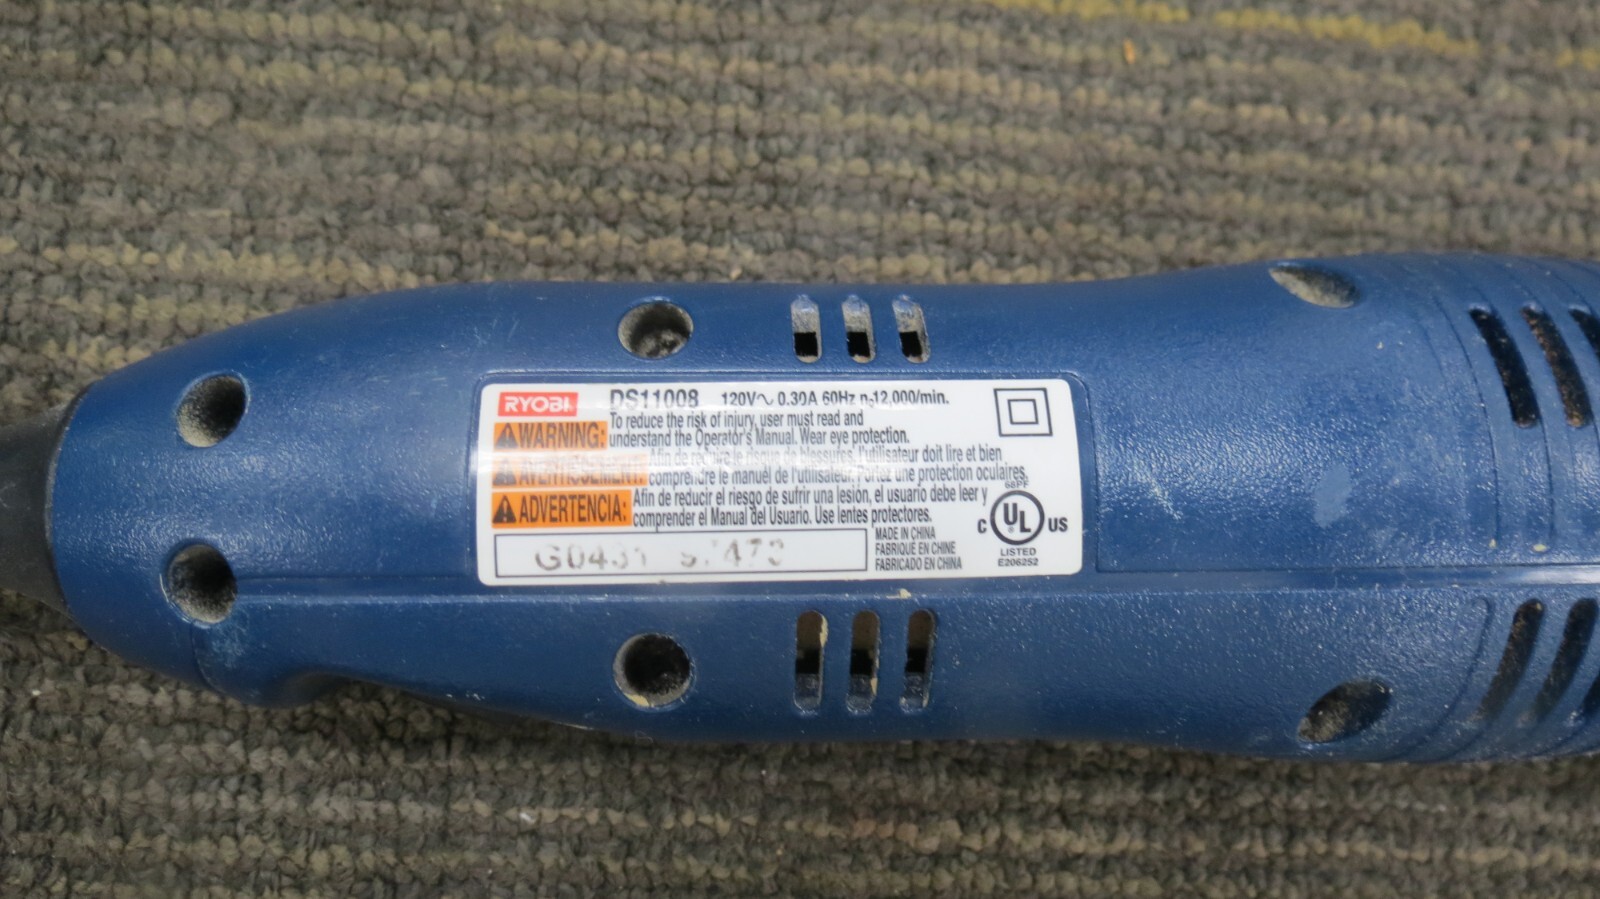 RYOBI DS11008 120V~ 0.30A 60Hz n₀12,000/min.
WARNING: To reduce the risk of injury, user must read and
understand the Operator's Manual. Wear eye protection.
AVERTISSEMENT: Afin de réduire le risque de blessures, l'utilisateur doit lire et bien
comprendre le manuel de l'utilisateur. Portez une protection oculaires.
ADVERTENCIA: Afin de reducir el riesgo de sufrir una lesión, el usuario debe leer y
comprender el Manual del Usuario. Use lentes protectores.
68PF
C UL US
LISTED
E206252
MADE IN CHINA
FABRIQUE EN CHINE
FABRICADO EN CHINA